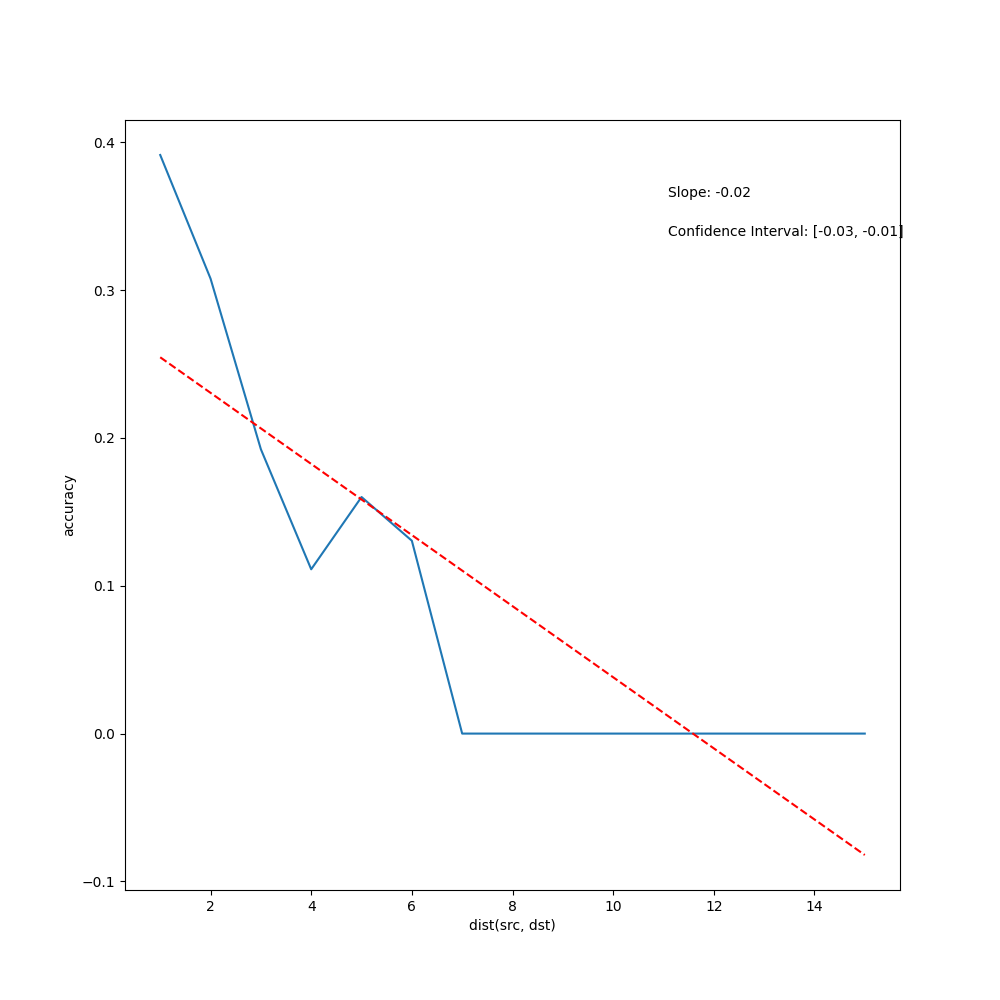 0.4
0.3
0.2
0.1
0.0
−0.1
accuracy
Slope: -0.02
Confidence Interval: [-0.03, -0.01]
2 4 6 8 10 12 14
dist(src, dst)